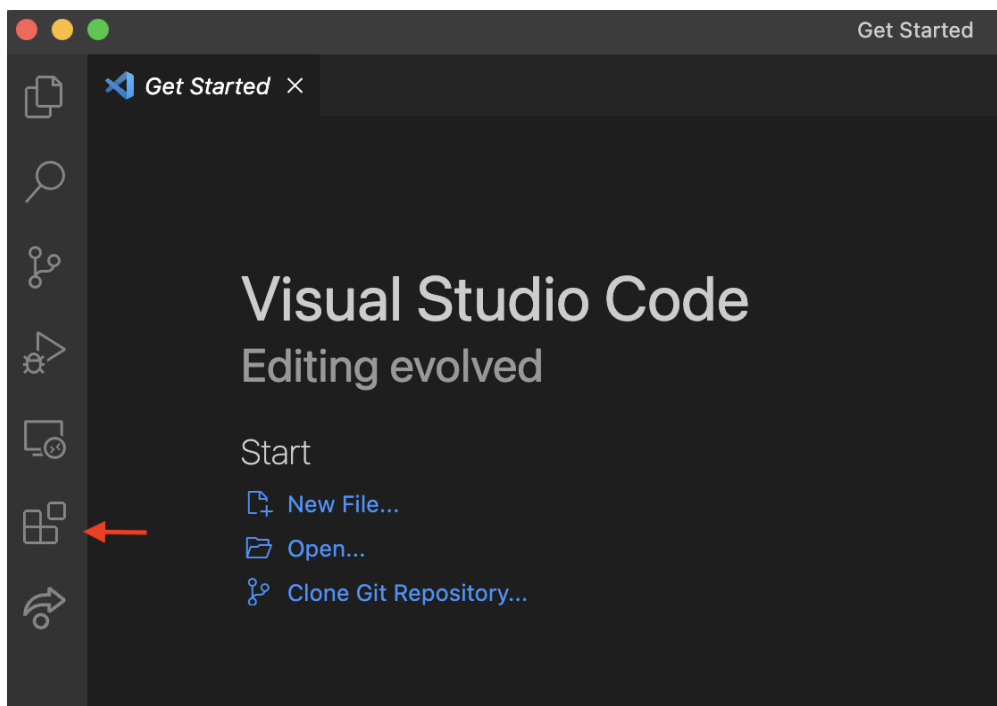 Get Started
Get Started
Visual Studio Code
Editing evolved
Start
New File...
Open...
Clone Git Repository...